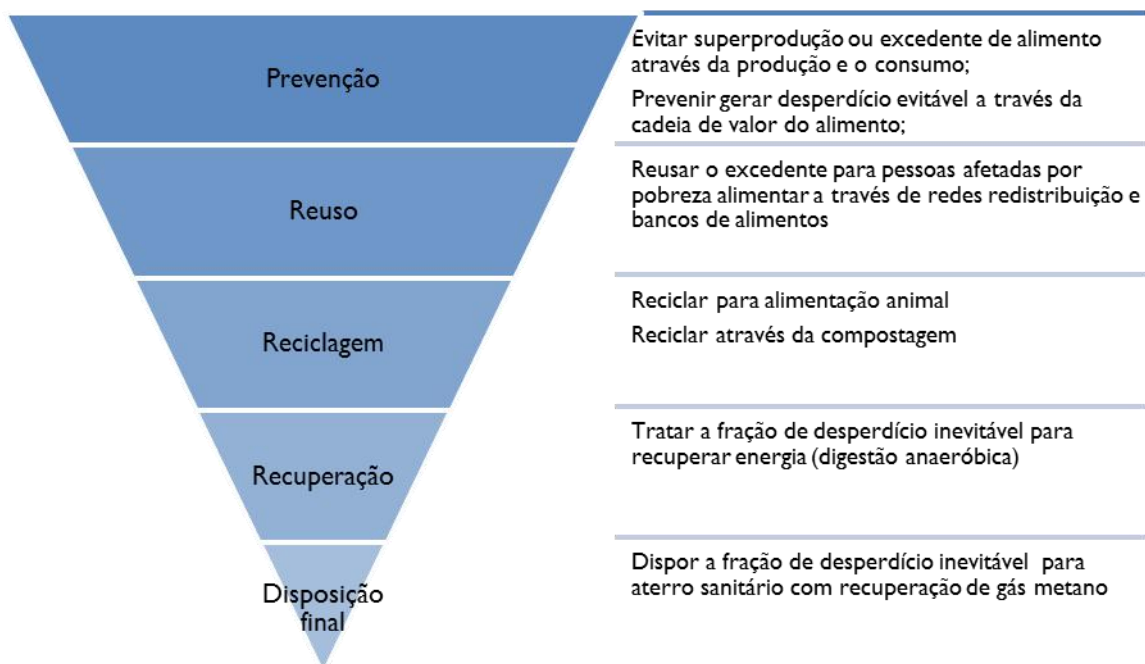 Prevenção
Evitar superprodução ou excedente de alimento
através da produção e o consumo;
Prevenir gerar desperdício evitável a través da
cadeia de valor do alimento;
Reuso
Reusar o excedente para pessoas afetadas por
pobreza alimentar a través de redes redistribuição e
bancos de alimentos
Reciclagem
Reciclar para alimentação animal
Reciclar através da compostagem
Recuperação
Tratar a fração de desperdício inevitável para
recuperar energia (digestão anaeróbica)
Disposição
final
Dispor a fração de desperdício inevitável para
aterro sanitário com recuperação de gás metano